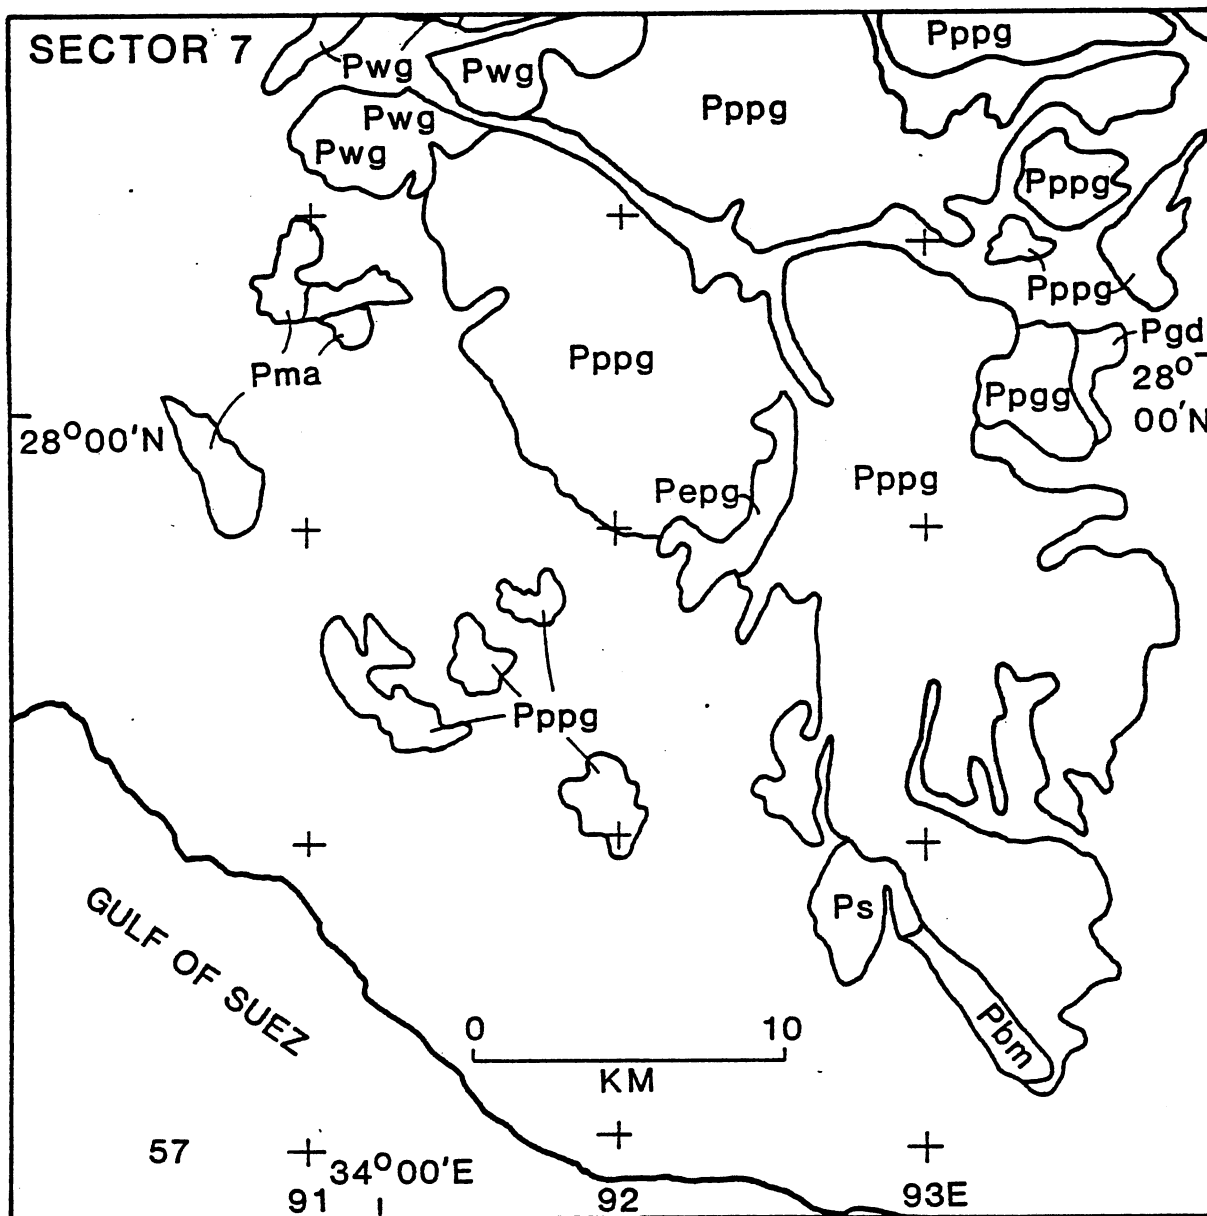 SECTOR 7
Pppg
Pwg
Pwg
Pppg
Pwg
Pwg
Pppg
Pppg
Pgd
Pppg
Pma
Ppgg
28°
00'N
28°00'N
Pepg
Pppg
Pppg
Ps
GULF OF SUEZ
0 10
KM
Pbm
57
34°00'E
91 92 93E